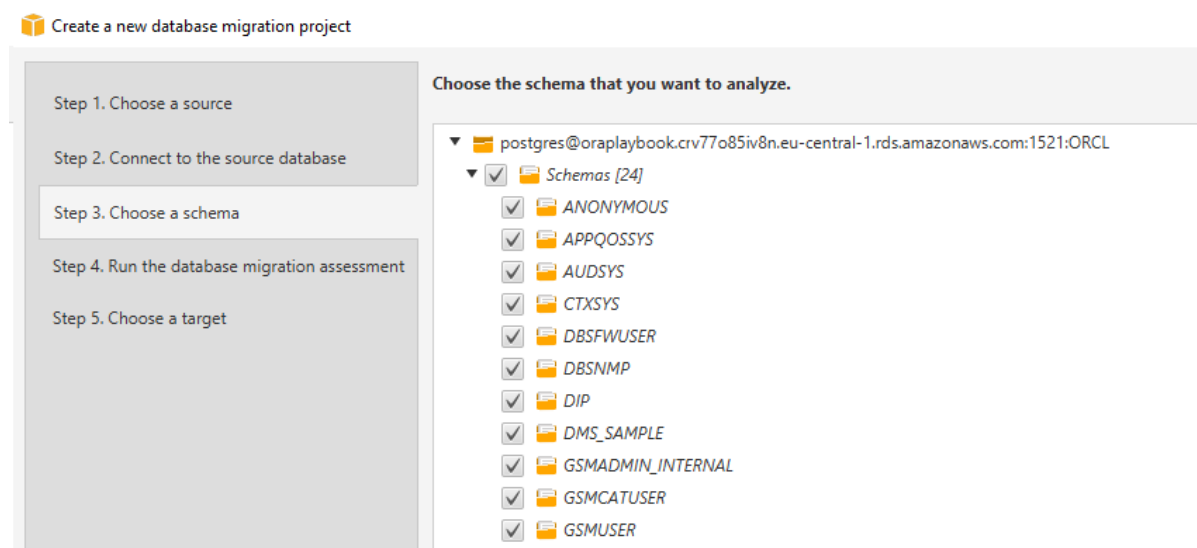 Create a new database migration project
Step 1. Choose a source
Step 2. Connect to the source database
Step 3. Choose a schema
Step 4. Run the database migration assessment
Step 5. Choose a target
Choose the schema that you want to analyze.
postgres@oraplaybook.crv77o85iv8n.eu-central-1.rds.amazonaws.com:1521:ORCL
Schemas [24]
ANONYMOUS
APPQOSSYS
AUDSYS
CTXSYS
DBSFWUSER
DBSNMP
DIP
DMS_SAMPLE
GSMADMIN_INTERNAL
GSMCATUSER
GSMUSER